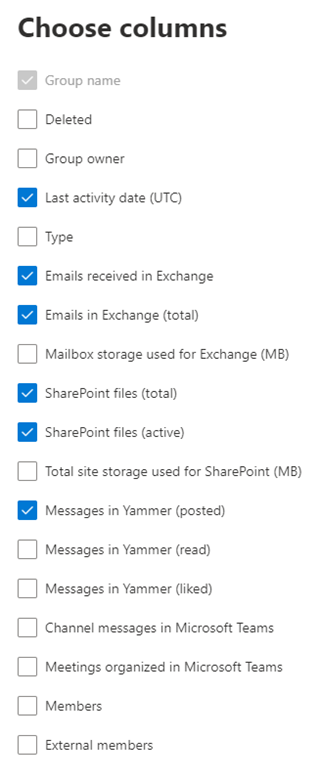 Choose columns
Group name
Deleted
Group owner
Last activity date (UTC)
Type
Emails received in Exchange
Emails in Exchange (total)
Mailbox storage used for Exchange (MB)
SharePoint files (total)
SharePoint files (active)
Total site storage used for SharePoint (MB)
Messages in Yammer (posted)
Messages in Yammer (read)
Messages in Yammer (liked)
Channel messages in Microsoft Teams
Meetings organized in Microsoft Teams
Members
External members